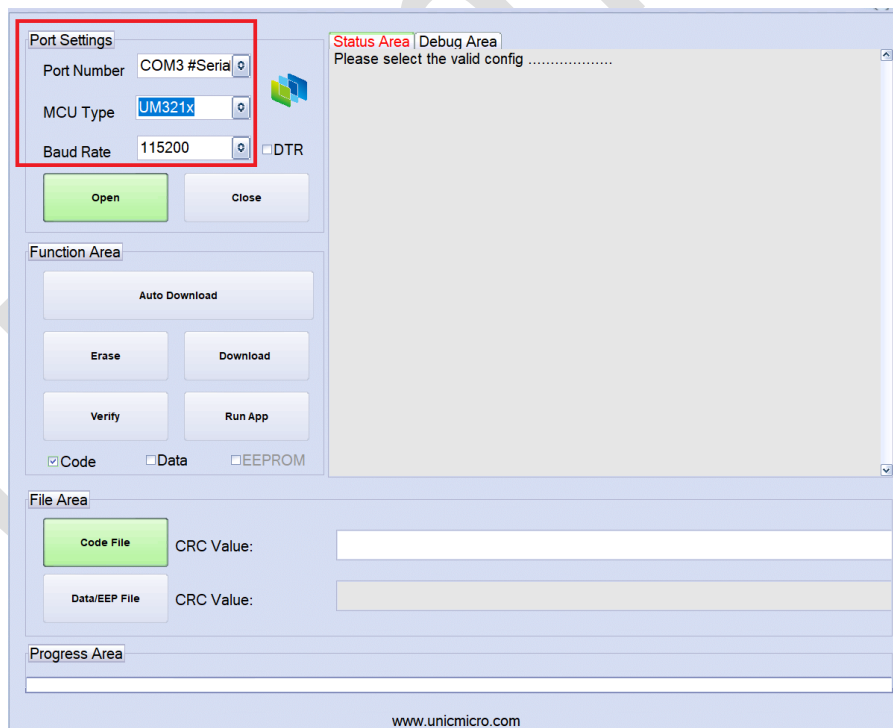 Port Settings
Port Number COM3 #Seria
MCU Type UM321x
Baud Rate 115200 DTR
Open Close
Function Area
Auto Download
Erase Download
Verify Run App
Code Data EEPROM
Status Area Debug Area
Please select the valid config ...................
File Area
Code File CRC Value:
Data/EEP File CRC Value:
Progress Area
www.unicmicro.com